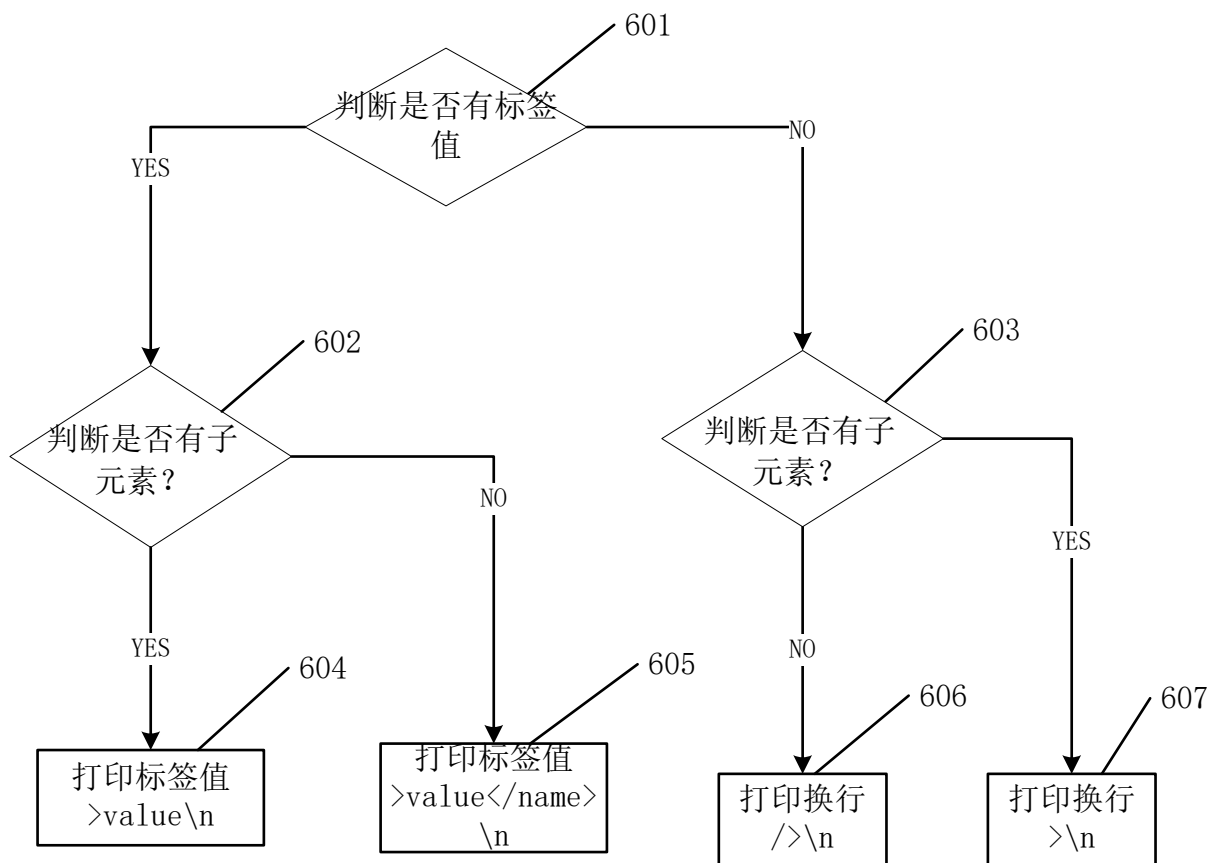 601
判断是否有标签
值
YES
NO
602
603
判断是否有子
元素？
判断是否有子
元素？
NO
YES
YES
NO
604
605
606
607
打印标签值
>value\n
打印标签值
>value</name>
\n
打印换行
/>\n
打印换行
>\n